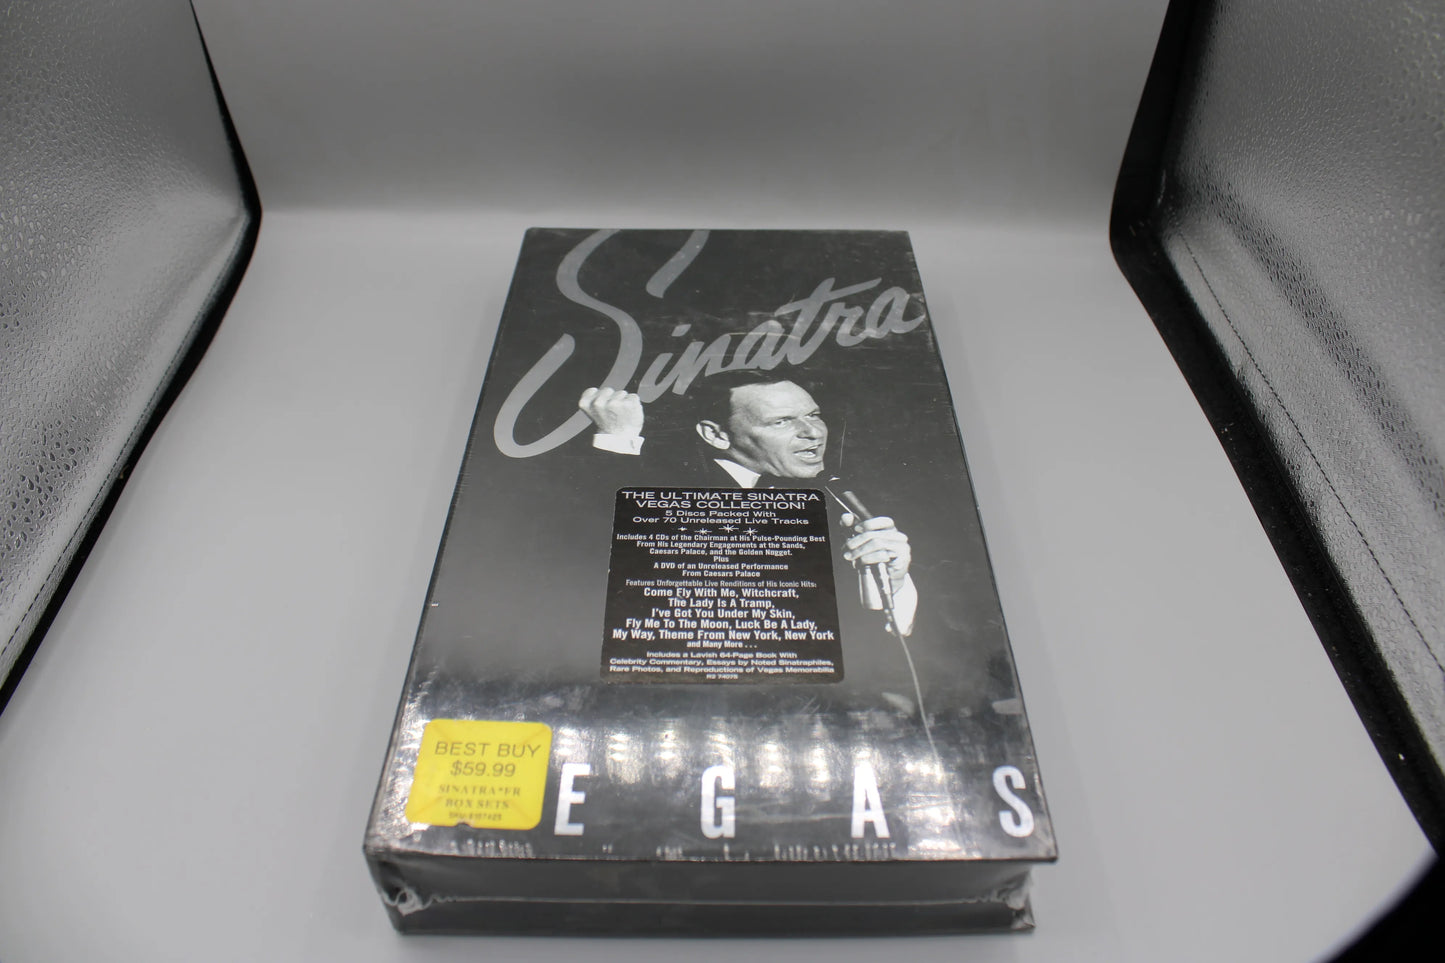 Sinatra
THE ULTIMATE SINATRA
VEGAS COLLECTION!
5 Discs Packed With
Over 70 Unreleased Live Tracks
Includes 4 CDs of the Chairman at His Pulse-Pounding Best
From His Legendary Engagements at the Sands,
Caesars Palace, and the Golden Nugget.
Plus
A DVD of an Unreleased Performance
From Caesars Palace
Features Unforgettable Live Renditions of His Iconic Hits:
Come Fly With Me, Witchcraft,
The Lady Is A Tramp,
I've Got You Under My Skin,
Fly Me To The Moon, Luck Be A Lady,
My Way, Theme From New York, New York
and Many More . . .
Includes a Lavish 64-Page Book With
Celebrity Commentary, Essays by Noted Sinatraphiles,
Rare Photos, and Reproductions of Vegas Memorabilia
R2 74075
BEST BUY
$59.99
SINATRA*FR
BOX SETS
SKU
EGAS